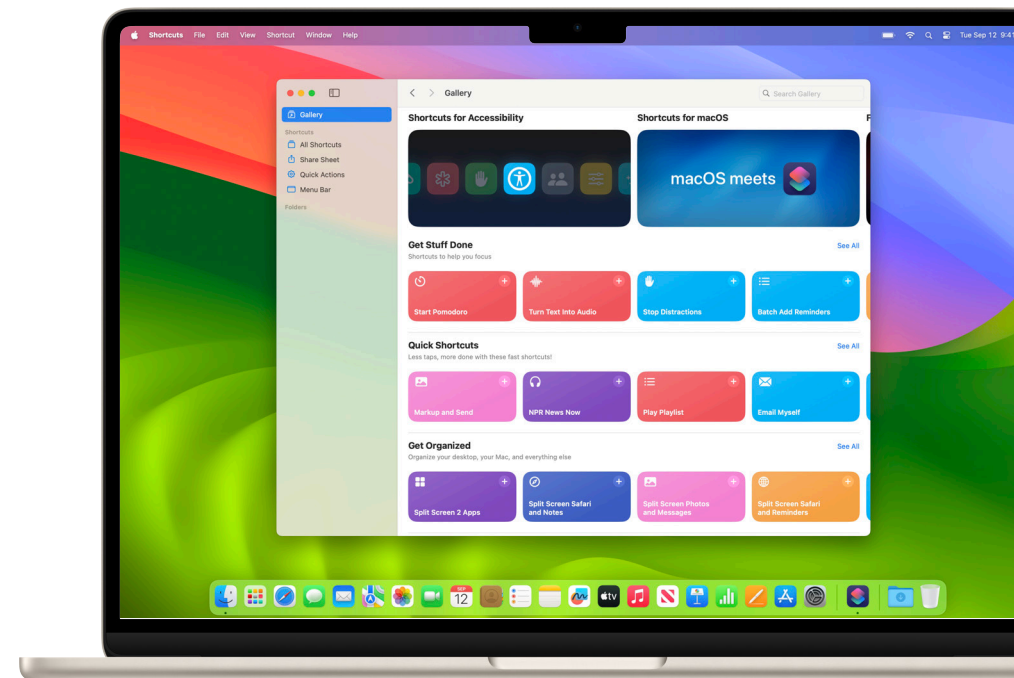 Shortcuts File Edit View Shortcut Window Help
Tue Sep 12 9:41
Gallery
Search Gallery
Gallery
Shortcuts
All Shortcuts
Share Sheet
Quick Actions
Menu Bar
Folders
Shortcuts for Accessibility
Shortcuts for macOS
F
macOS meets
Get Stuff Done
See All
Shortcuts to help you focus
Start Pomodoro
Turn Text Into Audio
Stop Distractions
Batch Add Reminders
Quick Shortcuts
See All
Less taps, more done with these fast shortcuts!
Markup and Send
NPR News Now
Play Playlist
Email Myself
Get Organized
See All
Organize your desktop, your Mac, and everything else
Split Screen 2 Apps
Split Screen Safari
and Notes
Split Screen Photos
and Messages
Split Screen Safari
and Reminders
SEP
12
tv